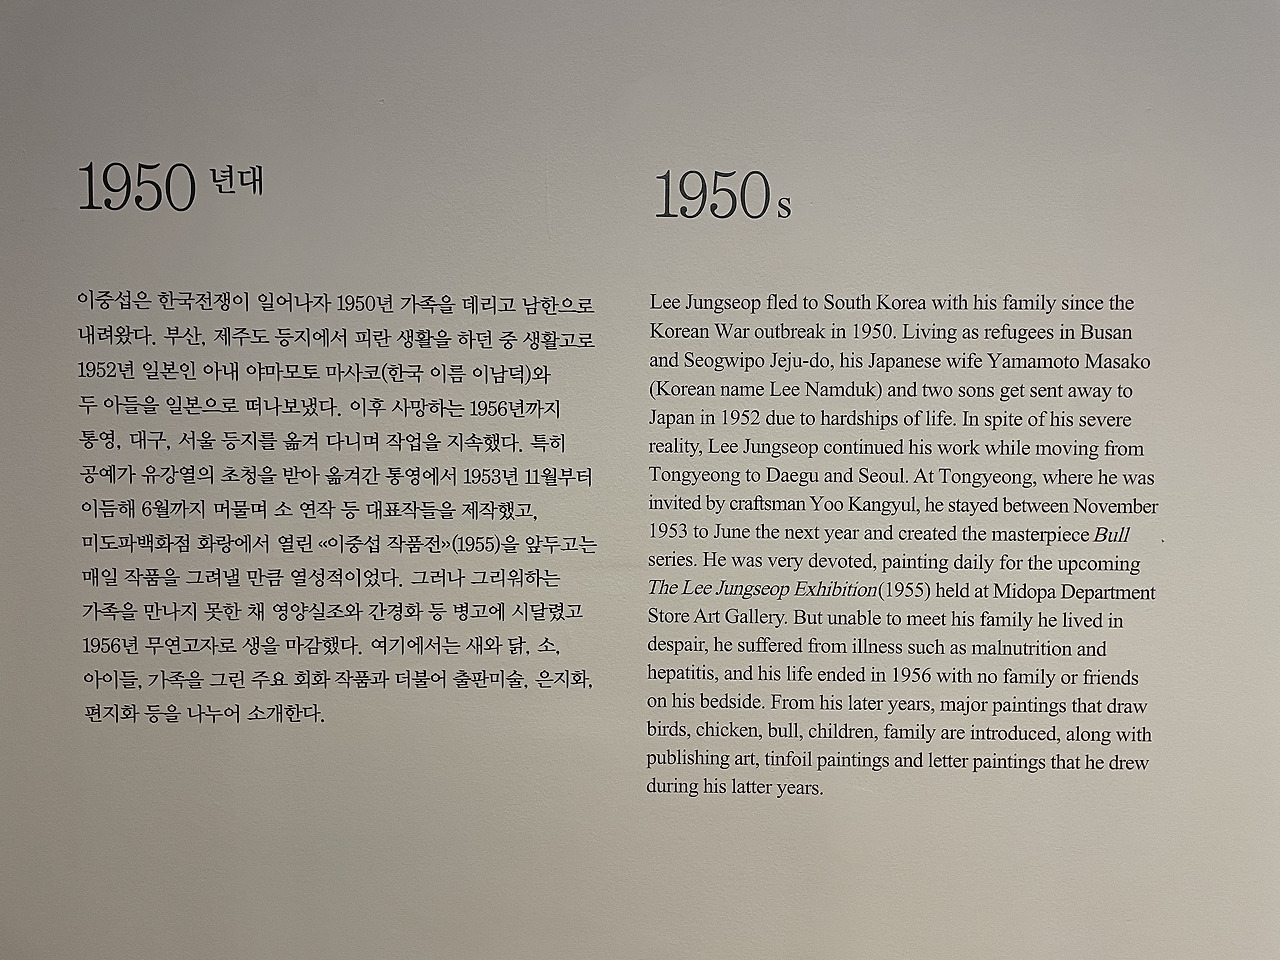 1950 년대
이중섭은 한국전쟁이 일어나자 1950년 가족을 데리고 남한으로
내려왔다. 부산, 제주도 등지에서 피란 생활을 하던 중 생활고로
1952년 일본인 아내 야마모토 마사코(한국 이름 이남덕)와
두 아들을 일본으로 떠나보냈다. 이후 사망하는 1956년까지
통영, 대구, 서울 등지를 옮겨 다니며 작업을 지속했다. 특히
공예가 유강열의 초청을 받아 옮겨간 통영에서 1953년 11월부터
이듬해 6월까지 머물며 소 연작 등 대표작들을 제작했고,
미도파백화점 화랑에서 열린 «이중섭 작품전»(1955)을 앞두고는
매일 작품을 그려낼 만큼 열성적이었다. 그러나 그리워하는
가족을 만나지 못한 채 영양실조와 간경화 등 병고에 시달렸고
1956년 무연고자로 생을 마감했다. 여기에서는 새와 닭, 소,
아이들, 가족을 그린 주요 회화 작품과 더불어 출판미술, 은지화,
편지화 등을 나누어 소개한다.
1950s
Lee Jungseop fled to South Korea with his family since the
Korean War outbreak in 1950. Living as refugees in Busan
and Seogwipo Jeju-do, his Japanese wife Yamamoto Masako
(Korean name Lee Namduk) and two sons get sent away to
Japan in 1952 due to hardships of life. In spite of his severe
reality, Lee Jungseop continued his work while moving from
Tongyeong to Daegu and Seoul. At Tongyeong, where he was
invited by craftsman Yoo Kangyul, he stayed between November
1953 to June the next year and created the masterpiece Bull
series. He was very devoted, painting daily for the upcoming
The Lee Jungseop Exhibition(1955) held at Midopa Department
Store Art Gallery. But unable to meet his family he lived in
despair, he suffered from illness such as malnutrition and
hepatitis, and his life ended in 1956 with no family or friends
on his bedside. From his later years, major paintings that draw
birds, chicken, bull, children, family are introduced, along with
publishing art, tinfoil paintings and letter paintings that he drew
during his latter years.